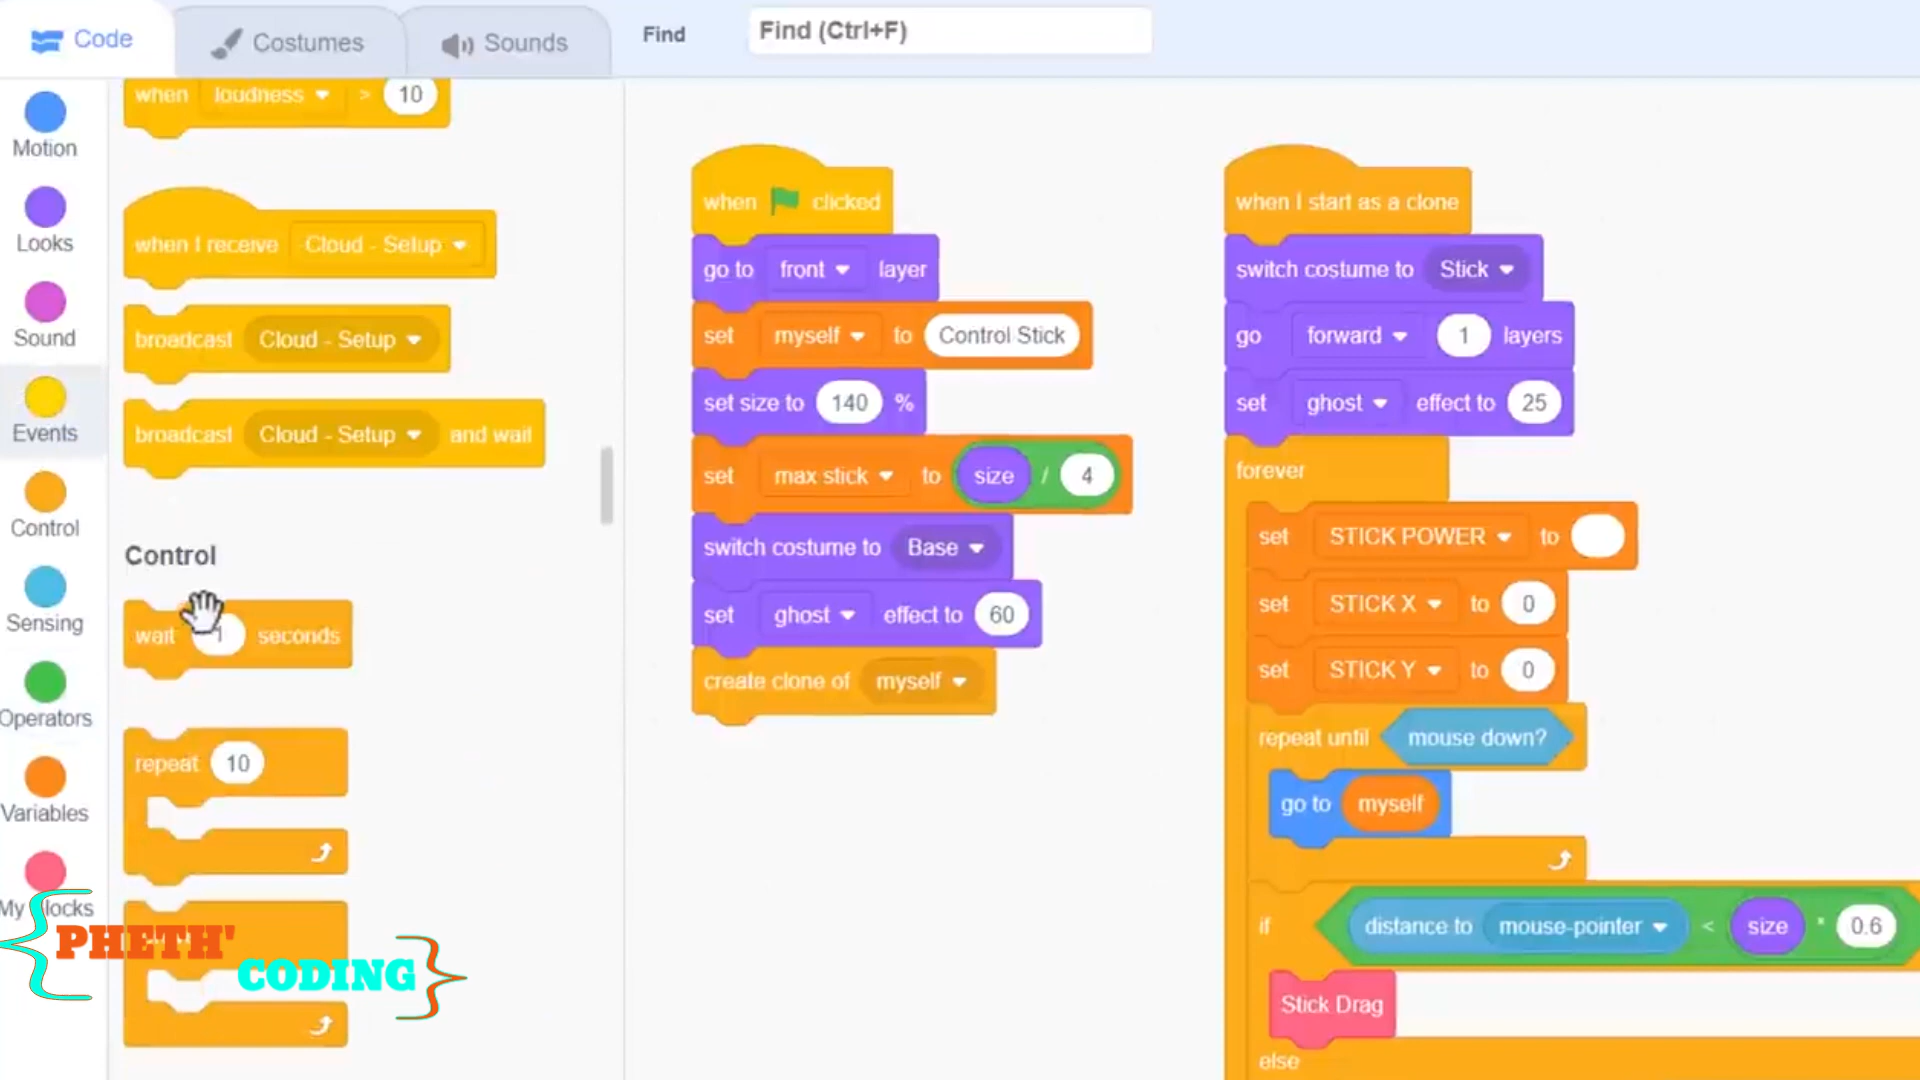 Code
Costumes
Sounds
Find
Find (Ctrl+F)
Motion
Looks
Sound
Events
Control
Sensing
Operators
Variables
My Blocks
when loudness > 10
when I receive Cloud - Setup
broadcast Cloud - Setup
broadcast Cloud - Setup and wait
Control
wait 1 seconds
repeat 10
PHETH'
CODING
when clicked
go to front layer
set myself to Control Stick
set size to 140 %
set max stick to size / 4
switch costume to Base
set ghost effect to 60
create clone of myself
when I start as a clone
switch costume to Stick
go forward 1 layers
set ghost effect to 25
forever
set STICK POWER to
set STICK X to 0
set STICK Y to 0
repeat until mouse down?
go to myself
if distance to mouse-pointer < size * 0.6
Stick Drag
else